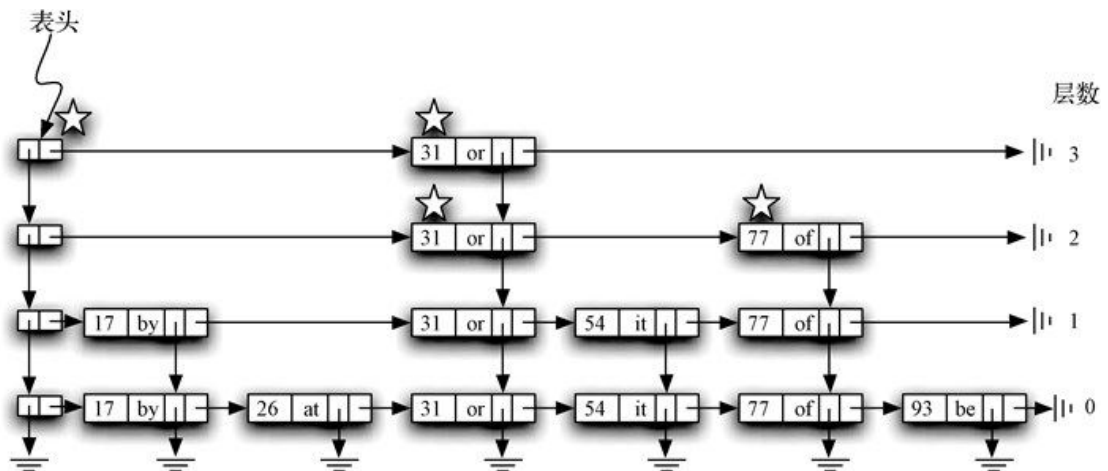 表头
层数
31 or 3
31 or 77 of 2
17 by 31 or 54 it 77 of 1
17 by 26 at 31 or 54 it 77 of 93 be 0